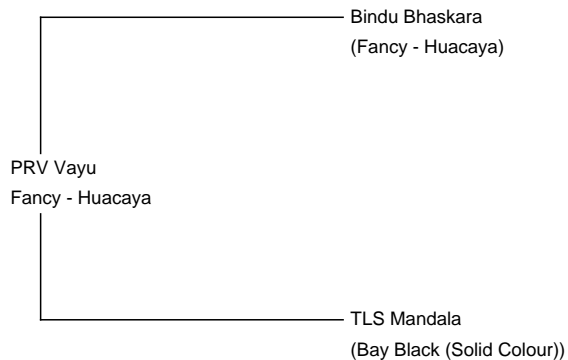 Bindu Bhaskara
(Fancy - Huacaya)
PRV Vayu
Fancy - Huacaya
TLS Mandala
(Bay Black (Solid Colour))